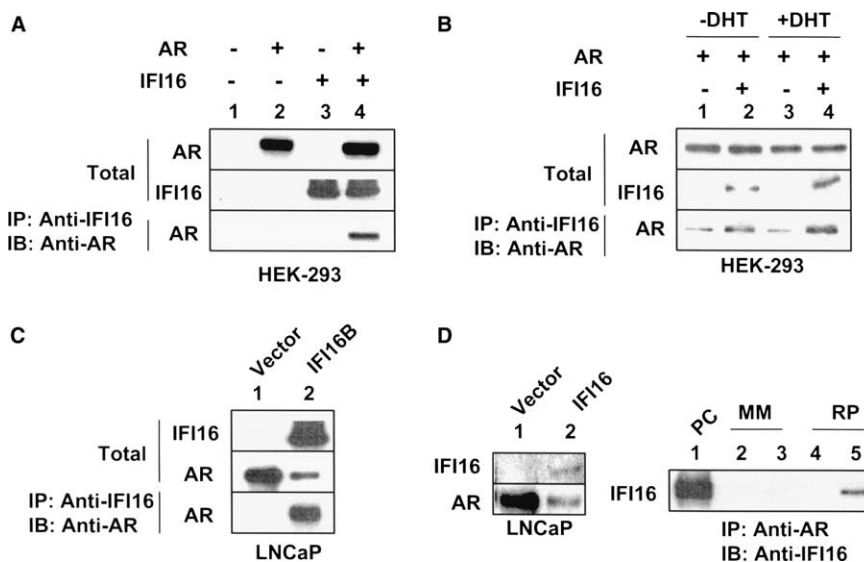 A
AR - + - +
IFI16 - - + +
1 2 3 4
Total
AR
IFI16
IP: Anti-IFI16
IB: Anti-AR
AR
HEK-293
B
-DHT +DHT
AR + + + +
IFI16 - + - +
1 2 3 4
Total
AR
IFI16
IP: Anti-IFI16
IB: Anti-AR
AR
HEK-293
C
Vector IFI16B
1 2
Total
IFI16
AR
IP: Anti-IFI16
IB: Anti-AR
AR
LNCaP
D
Vector IFI16
1 2
IFI16
AR
LNCaP
PC MM RP
1 2 3 4 5
IFI16
IP: Anti-AR
IB: Anti-IFI16